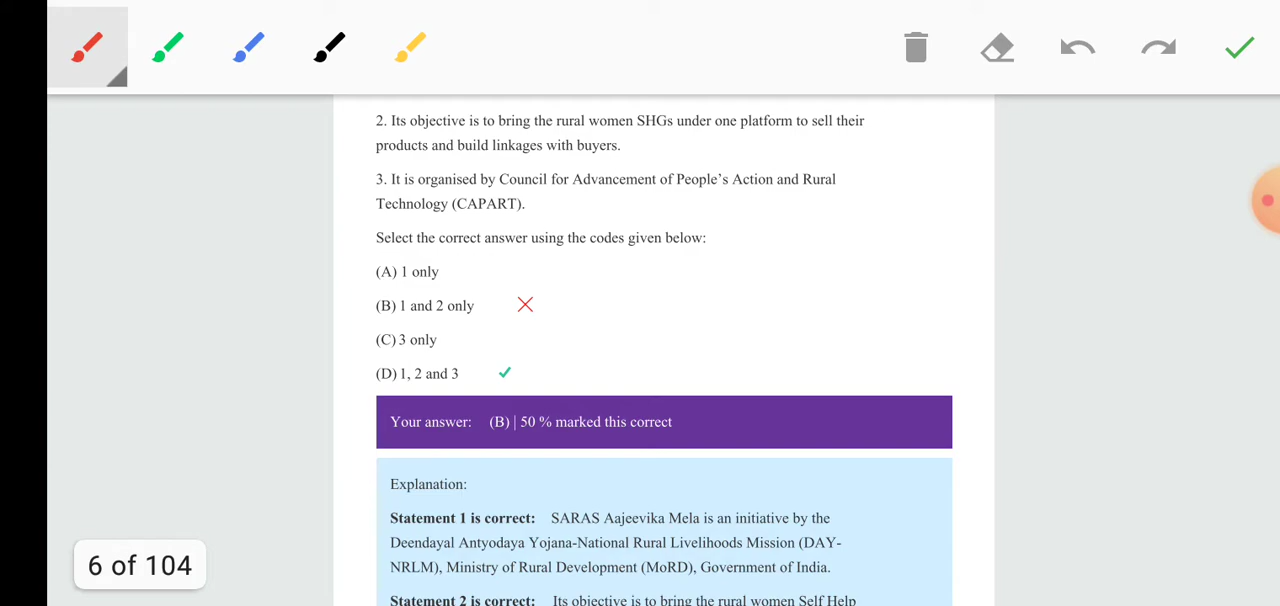 2. Its objective is to bring the rural women SHGs under one platform to sell their
products and build linkages with buyers.
3. It is organised by Council for Advancement of People's Action and Rural
Technology (CAPART).
Select the correct answer using the codes given below:
(A) 1 only
(B) 1 and 2 only
(C) 3 only
(D) 1, 2 and 3
Your answer: (B) | 50 % marked this correct
Explanation:
Statement 1 is correct: SARAS Aajeevika Mela is an initiative by the
Deendayal Antyodaya Yojana-National Rural Livelihoods Mission (DAY-
NRLM), Ministry of Rural Development (MoRD), Government of India.
Statement 2 is correct: Its objective is to bring the rural women Self Help
6 of 104